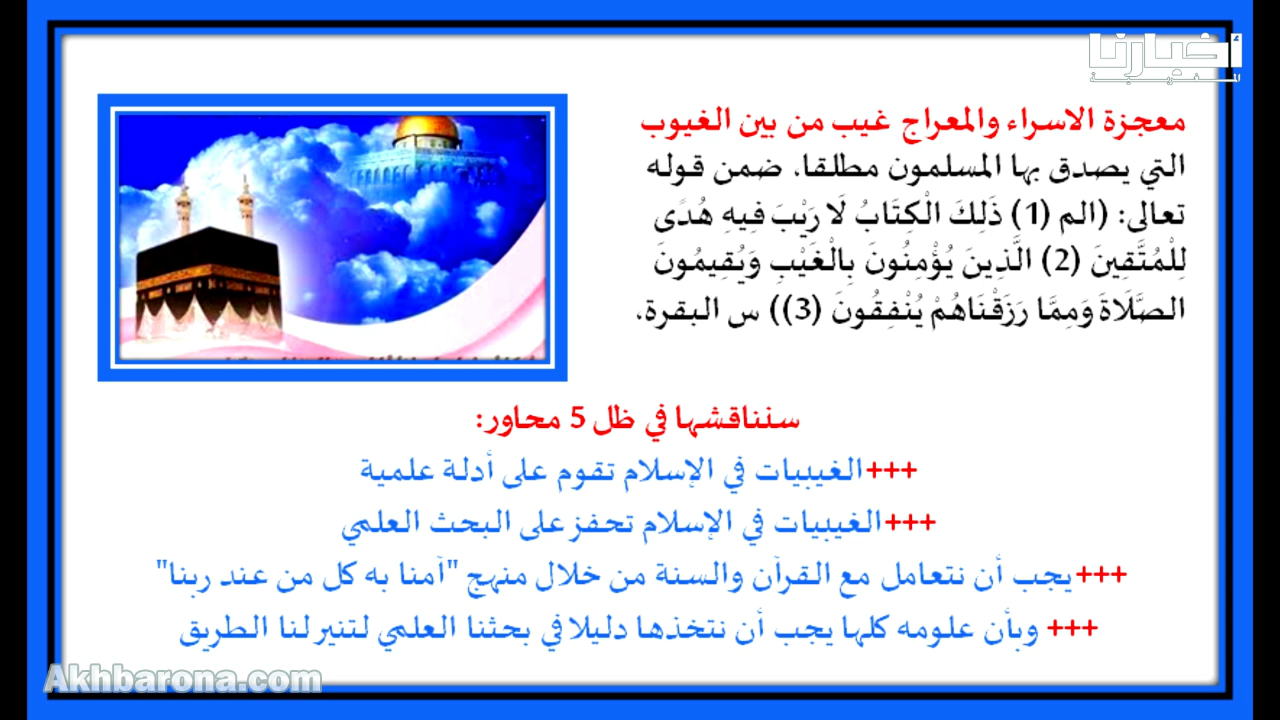 أخبارنا
المغربية
معجزة الاسراء والمعراج غيب من بين الغيوب
التي يصدق بها المسلمون مطلقا، ضمن قوله
تعالى: (الم (1) ذَلِكَ الْكِتَابُ لَا رَيْبَ فِيهِ هُدًى
لِلْمُتَّقِينَ (2) الَّذِينَ يُؤْمِنُونَ بِالْغَيْبِ وَيُقِيمُونَ
الصَّلَاةَ وَمِمَّا رَزَقْنَاهُمْ يُنْفِقُونَ (3)) س البقرة،
سنناقشها في ظل 5 محاور:
+++الغيبيات في الإسلام تقوم على أدلة علمية
+++الغيبيات في الإسلام تحفز على البحث العلمي
+++يجب أن نتعامل مع القرآن والسنة من خلال منهج "آمنا به كل من عند ربنا"
+++ وبأن علومه كلها يجب أن نتخذها دليلا في بحثنا العلمي لتنير لنا الطريق
Akhbarona.com